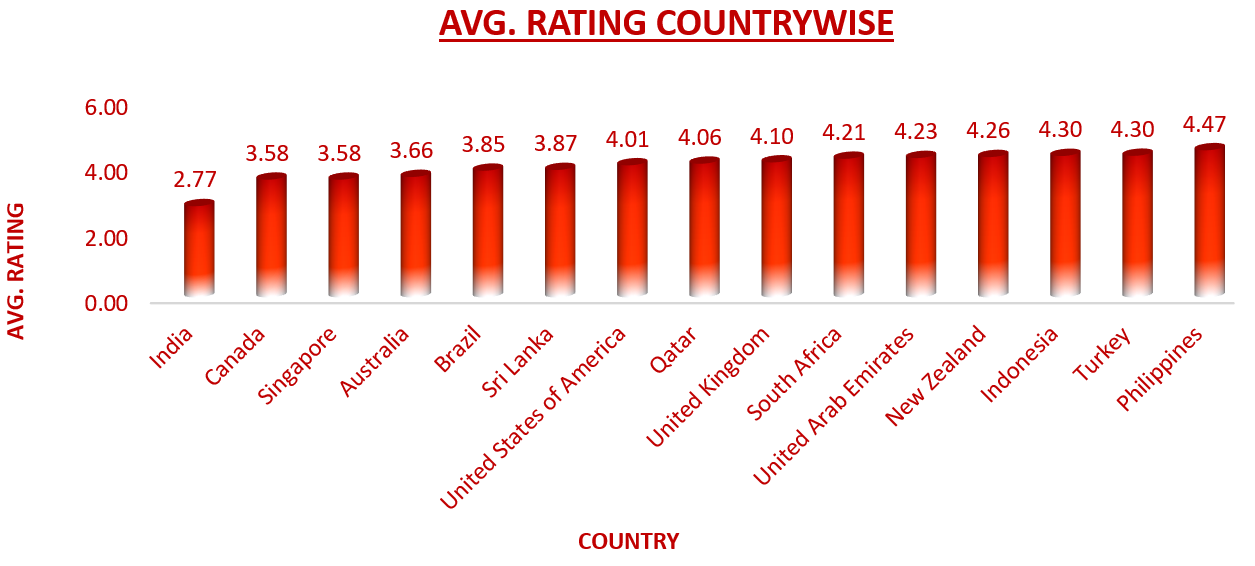 AVG. RATING COUNTRYWISE
AVG. RATING
6.00
4.00
2.00
0.00
2.77
3.58
3.58
3.66
3.85
3.87
4.01
4.06
4.10
4.21
4.23
4.26
4.30
4.30
4.47
India
Canada
Singapore
Australia
Brazil
Sri Lanka
United States of America
Qatar
United Kingdom
South Africa
United Arab Emirates
New Zealand
Indonesia
Turkey
Philippines
COUNTRY